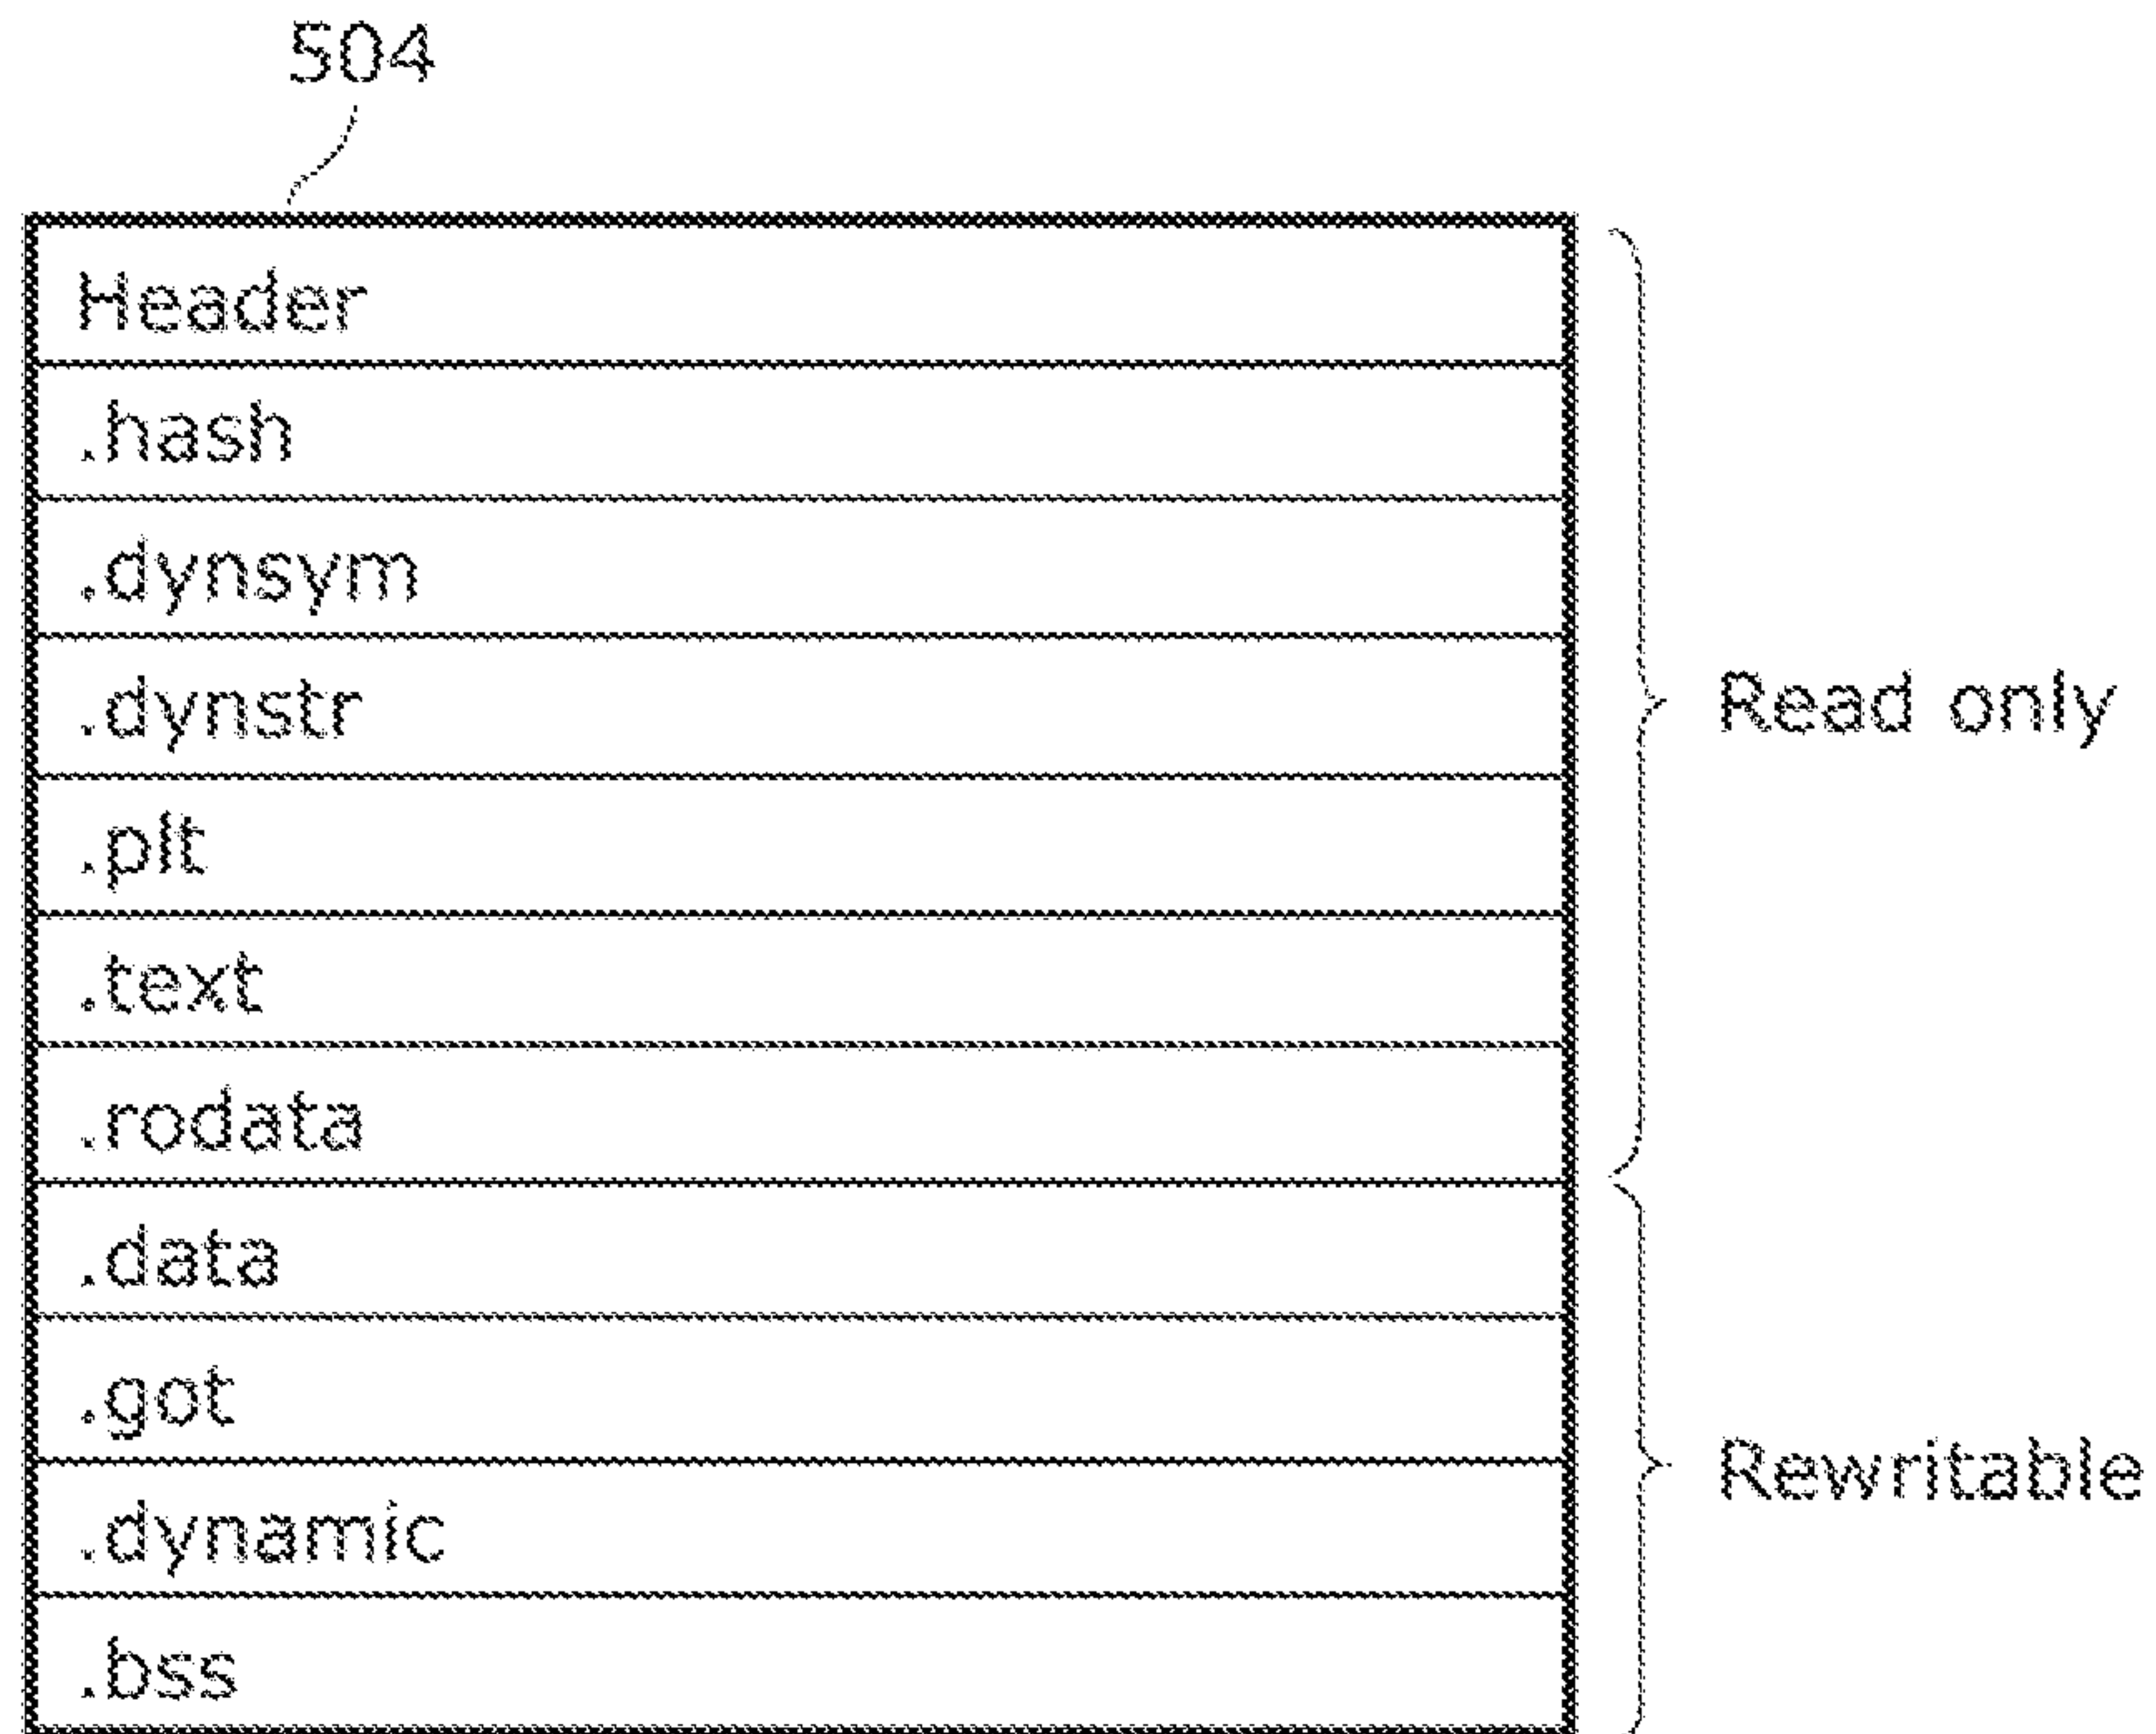 504
Header
.hash
.dynsym
.dynstr
.plt
.text
.rodata
Read only
.data
.got
.dynamic
.bss
Rewritable